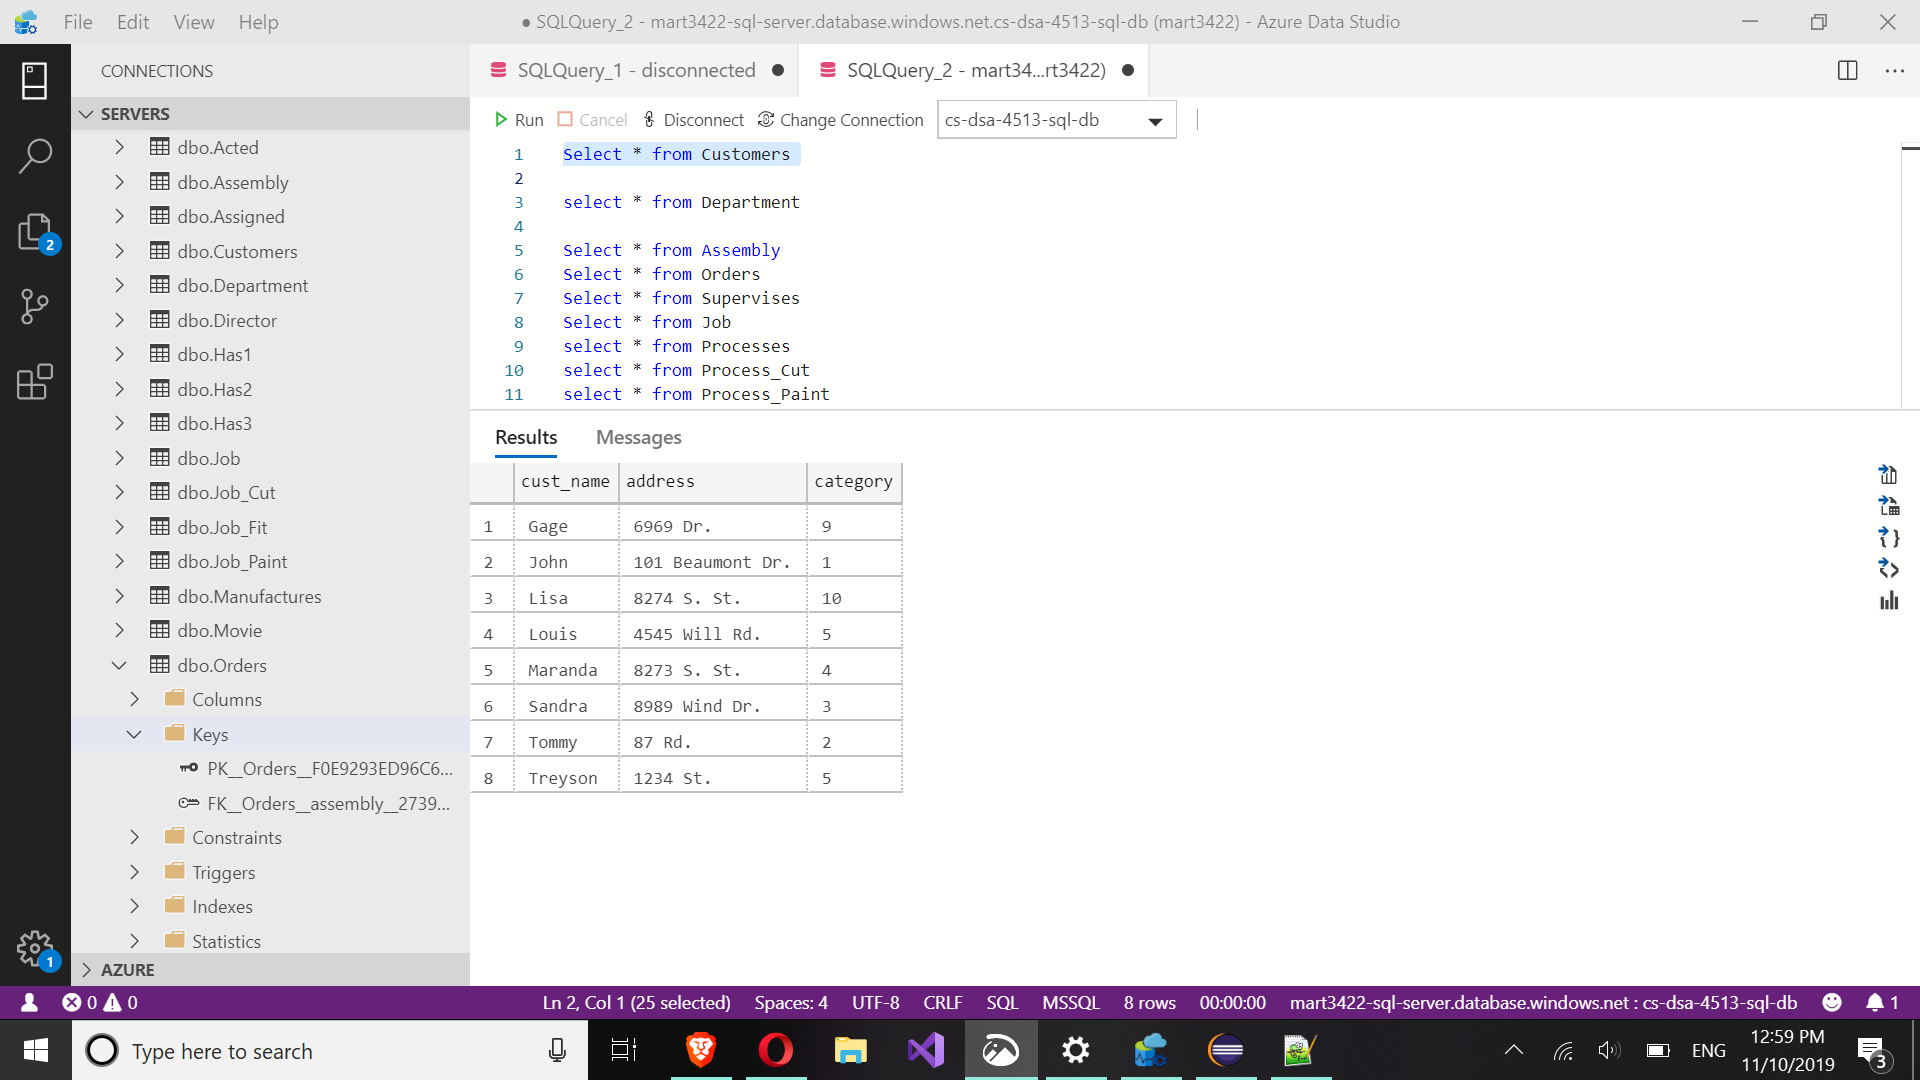 File Edit View Help ● SQLQuery_2 - mart3422-sql-server.database.windows.net.cs-dsa-4513-sql-db (mart3422) - Azure Data Studio
CONNECTIONS
SQLQuery_1 - disconnected ●
SQLQuery_2 - mart34...rt3422) ●
SERVERS
Run Cancel Disconnect Change Connection cs-dsa-4513-sql-db
dbo.Acted
dbo.Assembly
dbo.Assigned
dbo.Customers
dbo.Department
dbo.Director
dbo.Has1
dbo.Has2
dbo.Has3
dbo.Job
dbo.Job_Cut
dbo.Job_Fit
dbo.Job_Paint
dbo.Manufactures
dbo.Movie
dbo.Orders
Columns
Keys
PK__Orders__F0E9293ED96C6...
FK__Orders__assembly__2739...
Constraints
Triggers
Indexes
Statistics
AZURE
2
1
1 Select * from Customers
2
3 select * from Department
4
5 Select * from Assembly
6 Select * from Orders
7 Select * from Supervises
8 Select * from Job
9 select * from Processes
10 select * from Process_Cut
11 select * from Process_Paint
Results Messages
cust_name address category
1 Gage 6969 Dr. 9
2 John 101 Beaumont Dr. 1
3 Lisa 8274 S. St. 10
4 Louis 4545 Will Rd. 5
5 Maranda 8273 S. St. 4
6 Sandra 8989 Wind Dr. 3
7 Tommy 87 Rd. 2
8 Treyson 1234 St. 5
0 0 Ln 2, Col 1 (25 selected) Spaces: 4 UTF-8 CRLF SQL MSSQL 8 rows 00:00:00 mart3422-sql-server.database.windows.net : cs-dsa-4513-sql-db 1
Type here to search
ENG
12:59 PM
11/10/2019
3